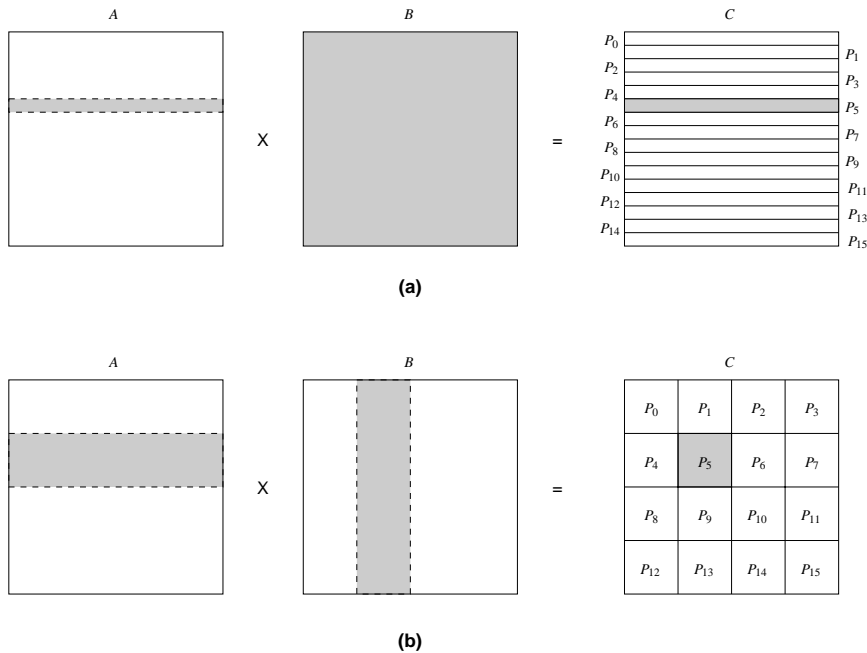 A B C
P0
P1
P2
P3
P4
P5
P6
P7
P8
P9
P10
P11
P12
P13
P14
P15
X =
(a)
A B C
P0 P1 P2 P3
P4 P5 P6 P7
X =
P8 P9 P10 P11
P12 P13 P14 P15
(b)